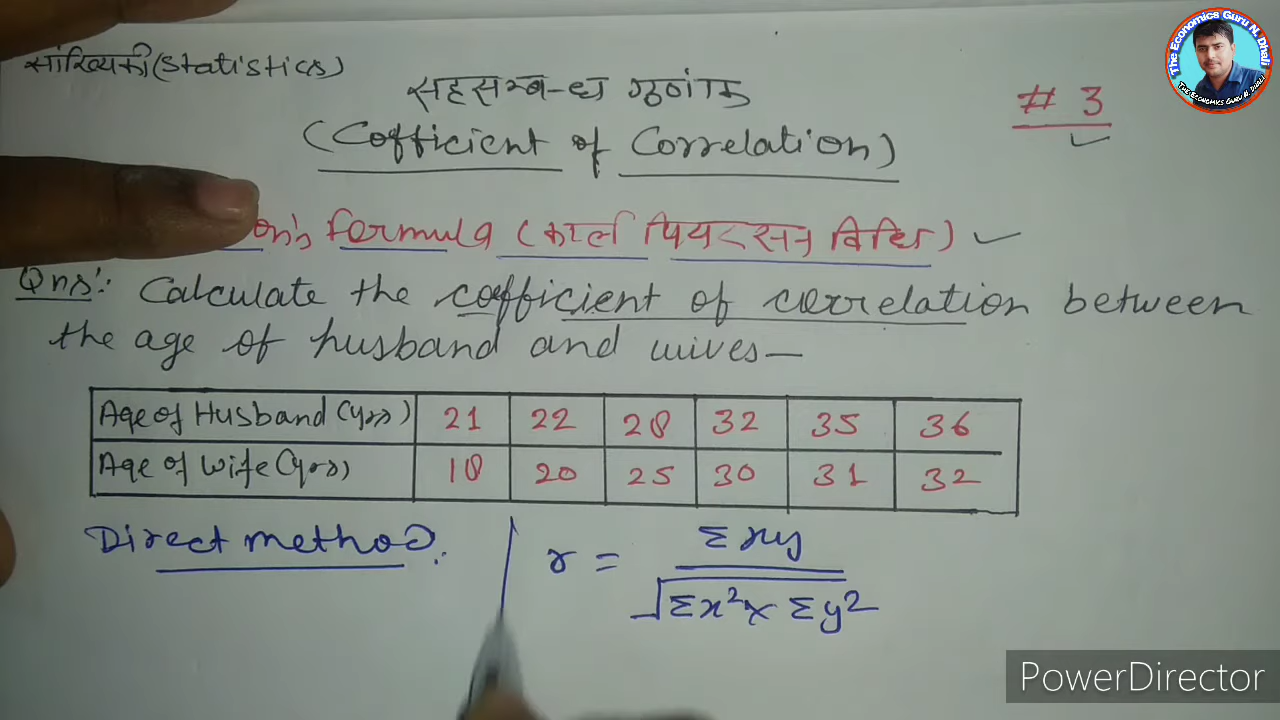 सांख्यिकी (Statistics)
सहसम्बन्ध गुणांक
# 3
(Cofficient of Correlation)
on's formula (कार्ल पियरसन विधि)
Qns: Calculate the cofficient of correlation between
the age of husband and wives—
Age of Husband (yrs) 21 22 28 32 35 36
Age of wife (yrs) 18 20 25 30 31 32
Direct method:
r = Σxy / √Σx²×Σy²
The Economics Guru N. Dhali
THE ECONOMICS GURU N. DHALI
PowerDirector